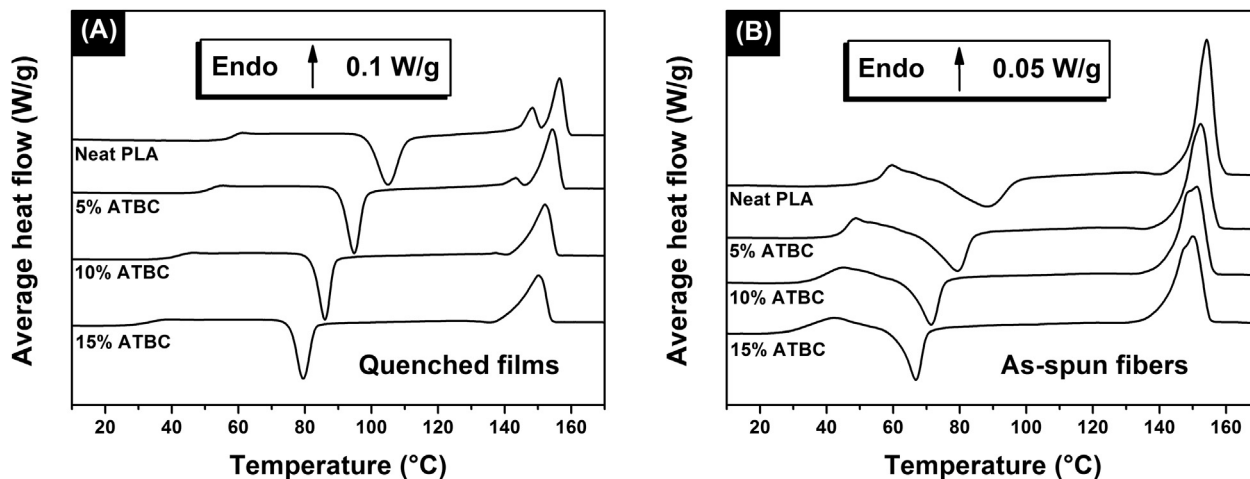 (A)
Endo ↑ 0.1 W/g
Average heat flow (W/g)
Neat PLA
5% ATBC
10% ATBC
15% ATBC
Quenched films
20 40 60 80 100 120 140 160
Temperature (°C)
(B)
Endo ↑ 0.05 W/g
Average heat flow (W/g)
Neat PLA
5% ATBC
10% ATBC
15% ATBC
As-spun fibers
20 40 60 80 100 120 140 160
Temperature (°C)